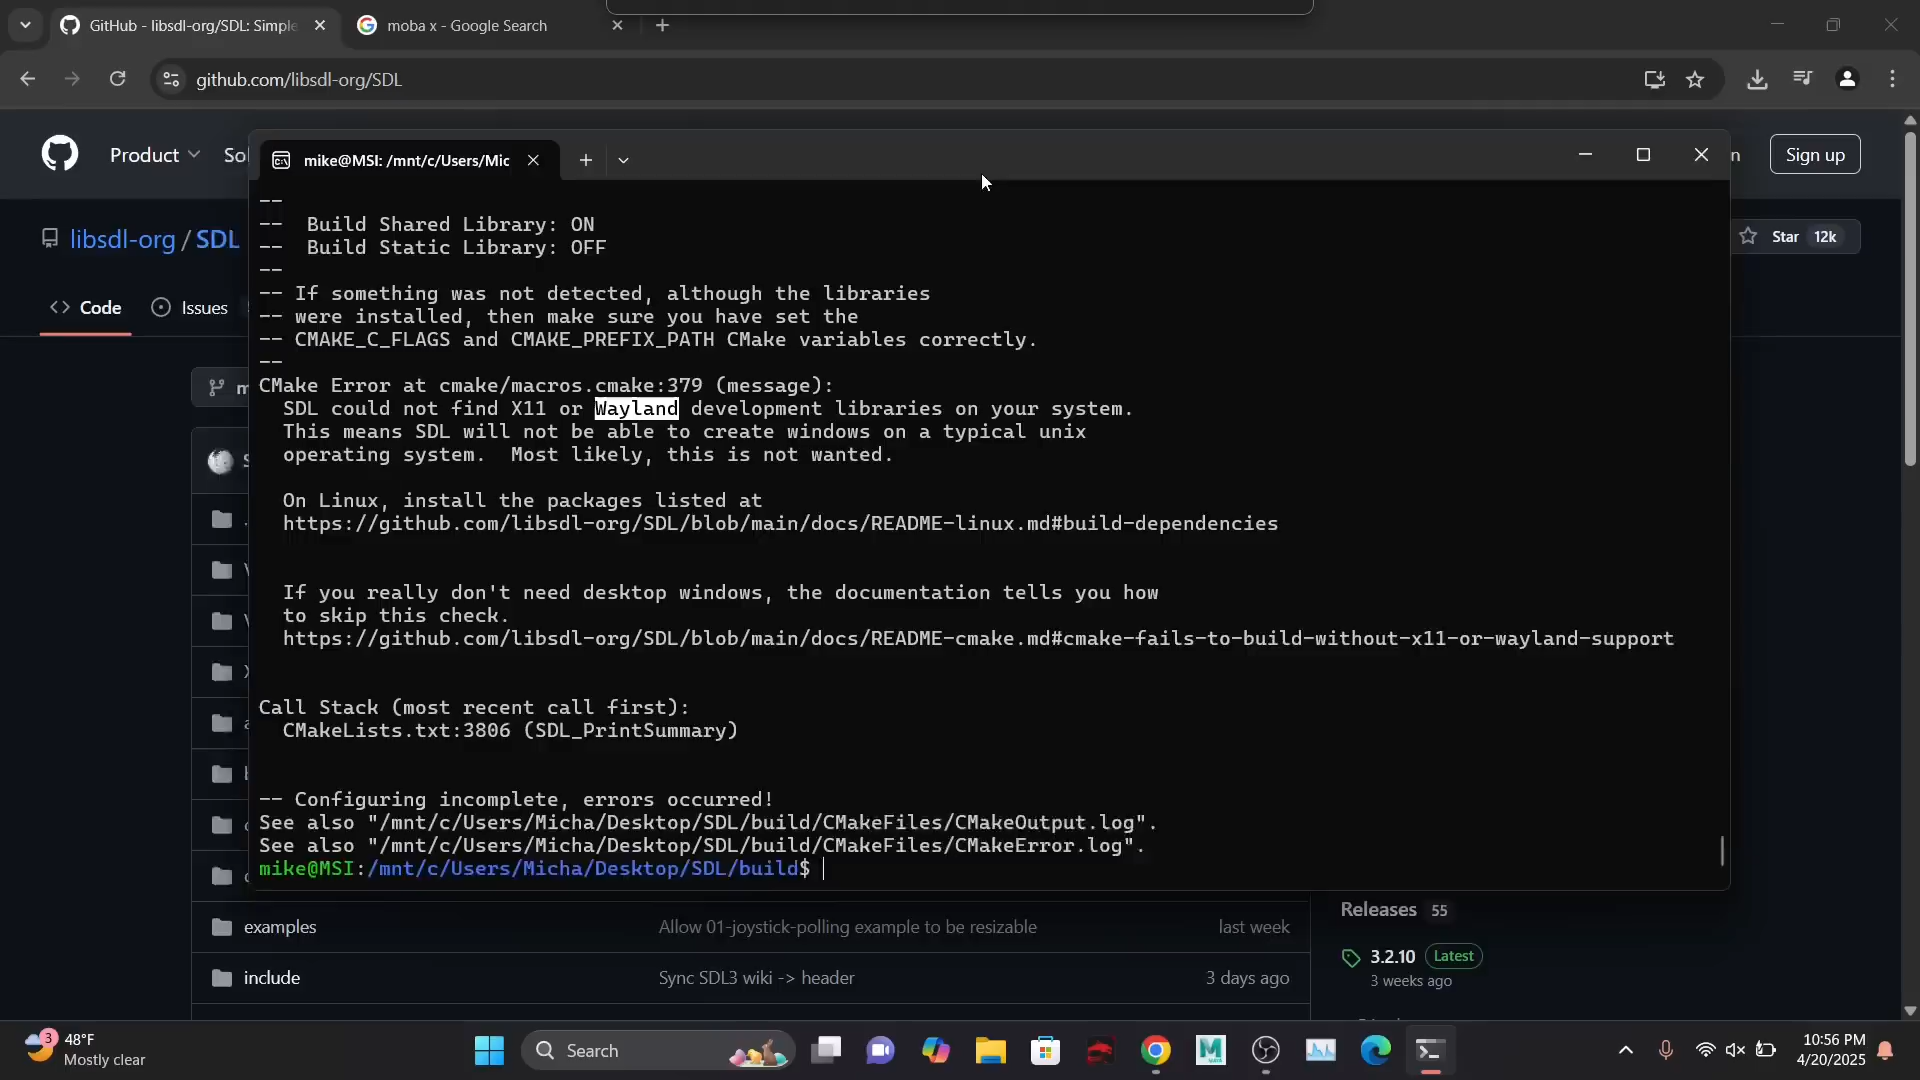 GitHub - libsdl-org/SDL: Simple
moba x - Google Search
github.com/libsdl-org/SDL
Product
Sign up
mike@MSI: /mnt/c/Users/Mic
libsdl-org / SDL
Star 12k
Code
Issues
--
--  Build Shared Library: ON
--  Build Static Library: OFF
--
-- If something was not detected, although the libraries
-- were installed, then make sure you have set the
-- CMAKE_C_FLAGS and CMAKE_PREFIX_PATH CMake variables correctly.
--
CMake Error at cmake/macros.cmake:379 (message):
SDL could not find X11 or Wayland development libraries on your system.
This means SDL will not be able to create windows on a typical unix
operating system.  Most likely, this is not wanted.
On Linux, install the packages listed at
https://github.com/libsdl-org/SDL/blob/main/docs/README-linux.md#build-dependencies
If you really don't need desktop windows, the documentation tells you how
to skip this check.
https://github.com/libsdl-org/SDL/blob/main/docs/README-cmake.md#cmake-fails-to-build-without-x11-or-wayland-support
Call Stack (most recent call first):
CMakeLists.txt:3806 (SDL_PrintSummary)
-- Configuring incomplete, errors occurred!
See also "/mnt/c/Users/Micha/Desktop/SDL/build/CMakeFiles/CMakeOutput.log".
See also "/mnt/c/Users/Micha/Desktop/SDL/build/CMakeFiles/CMakeError.log".
mike@MSI:/mnt/c/Users/Micha/Desktop/SDL/build$
examples
Allow 01-joystick-polling example to be resizable
last week
include
Sync SDL3 wiki -> header
3 days ago
Releases 55
3.2.10 Latest
3 weeks ago
3
48°F
Mostly clear
Search
10:56 PM
4/20/2025